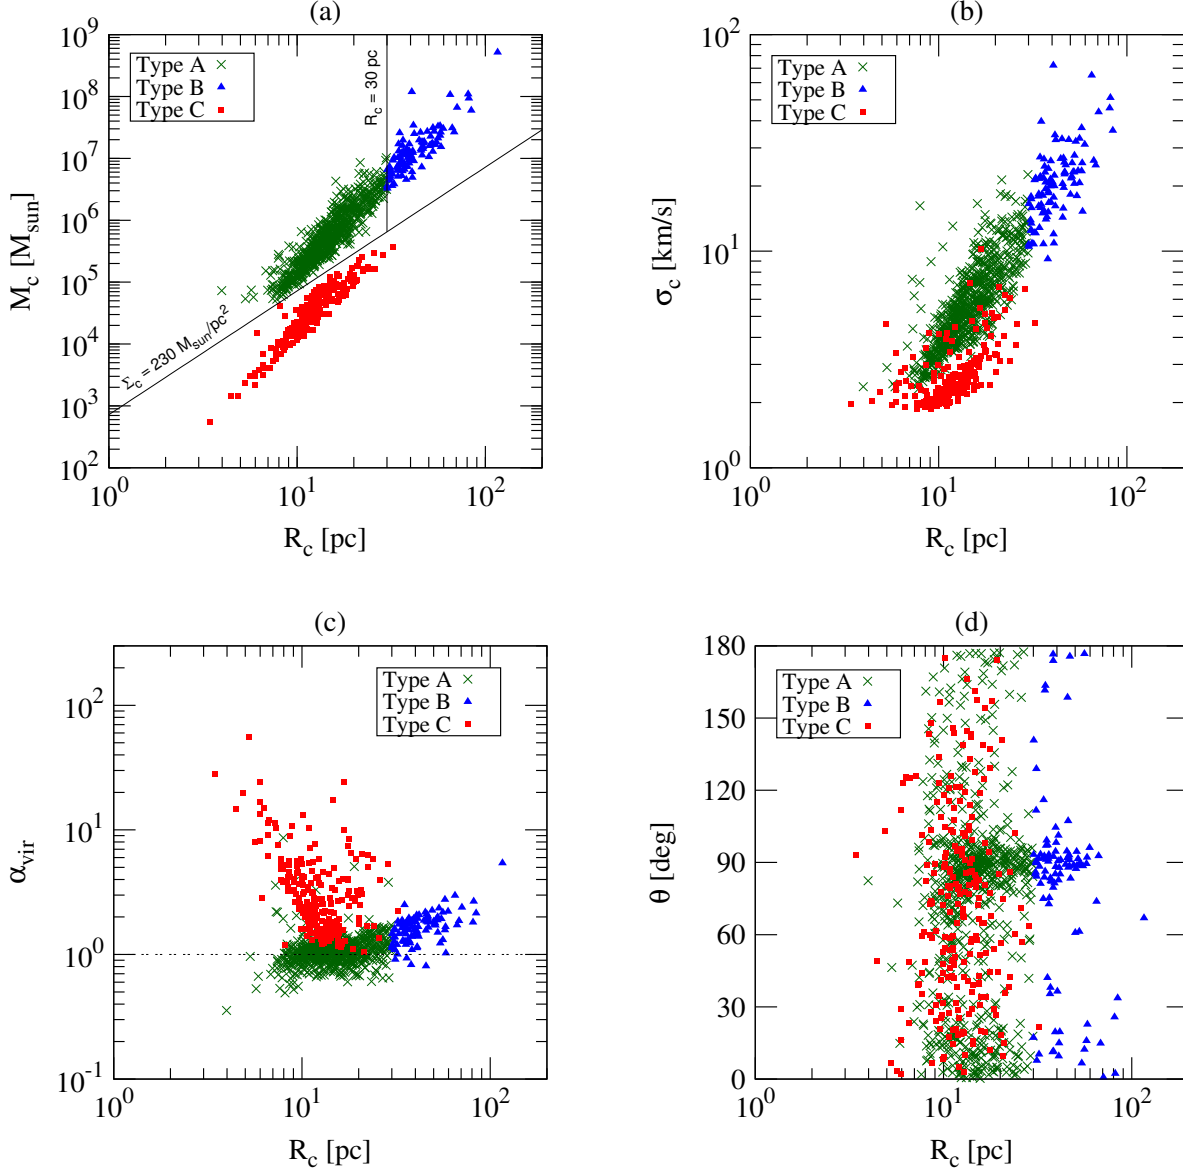 (a)
10^9
10^8
10^7
10^6
10^5
10^4
10^3
10^2
M_c [M_sun]
Type A
Type B
Type C
R_c = 30 pc
Σ_c = 230 M_sun/pc^2
10^0
10^1
10^2
R_c [pc]
(b)
10^2
10^1
10^0
σ_c [km/s]
Type A
Type B
Type C
10^0
10^1
10^2
R_c [pc]
(c)
10^2
10^1
10^0
10^-1
α_vir
Type A
Type B
Type C
10^0
10^1
10^2
R_c [pc]
(d)
180
150
120
90
60
30
0
θ [deg]
Type A
Type B
Type C
10^0
10^1
10^2
R_c [pc]